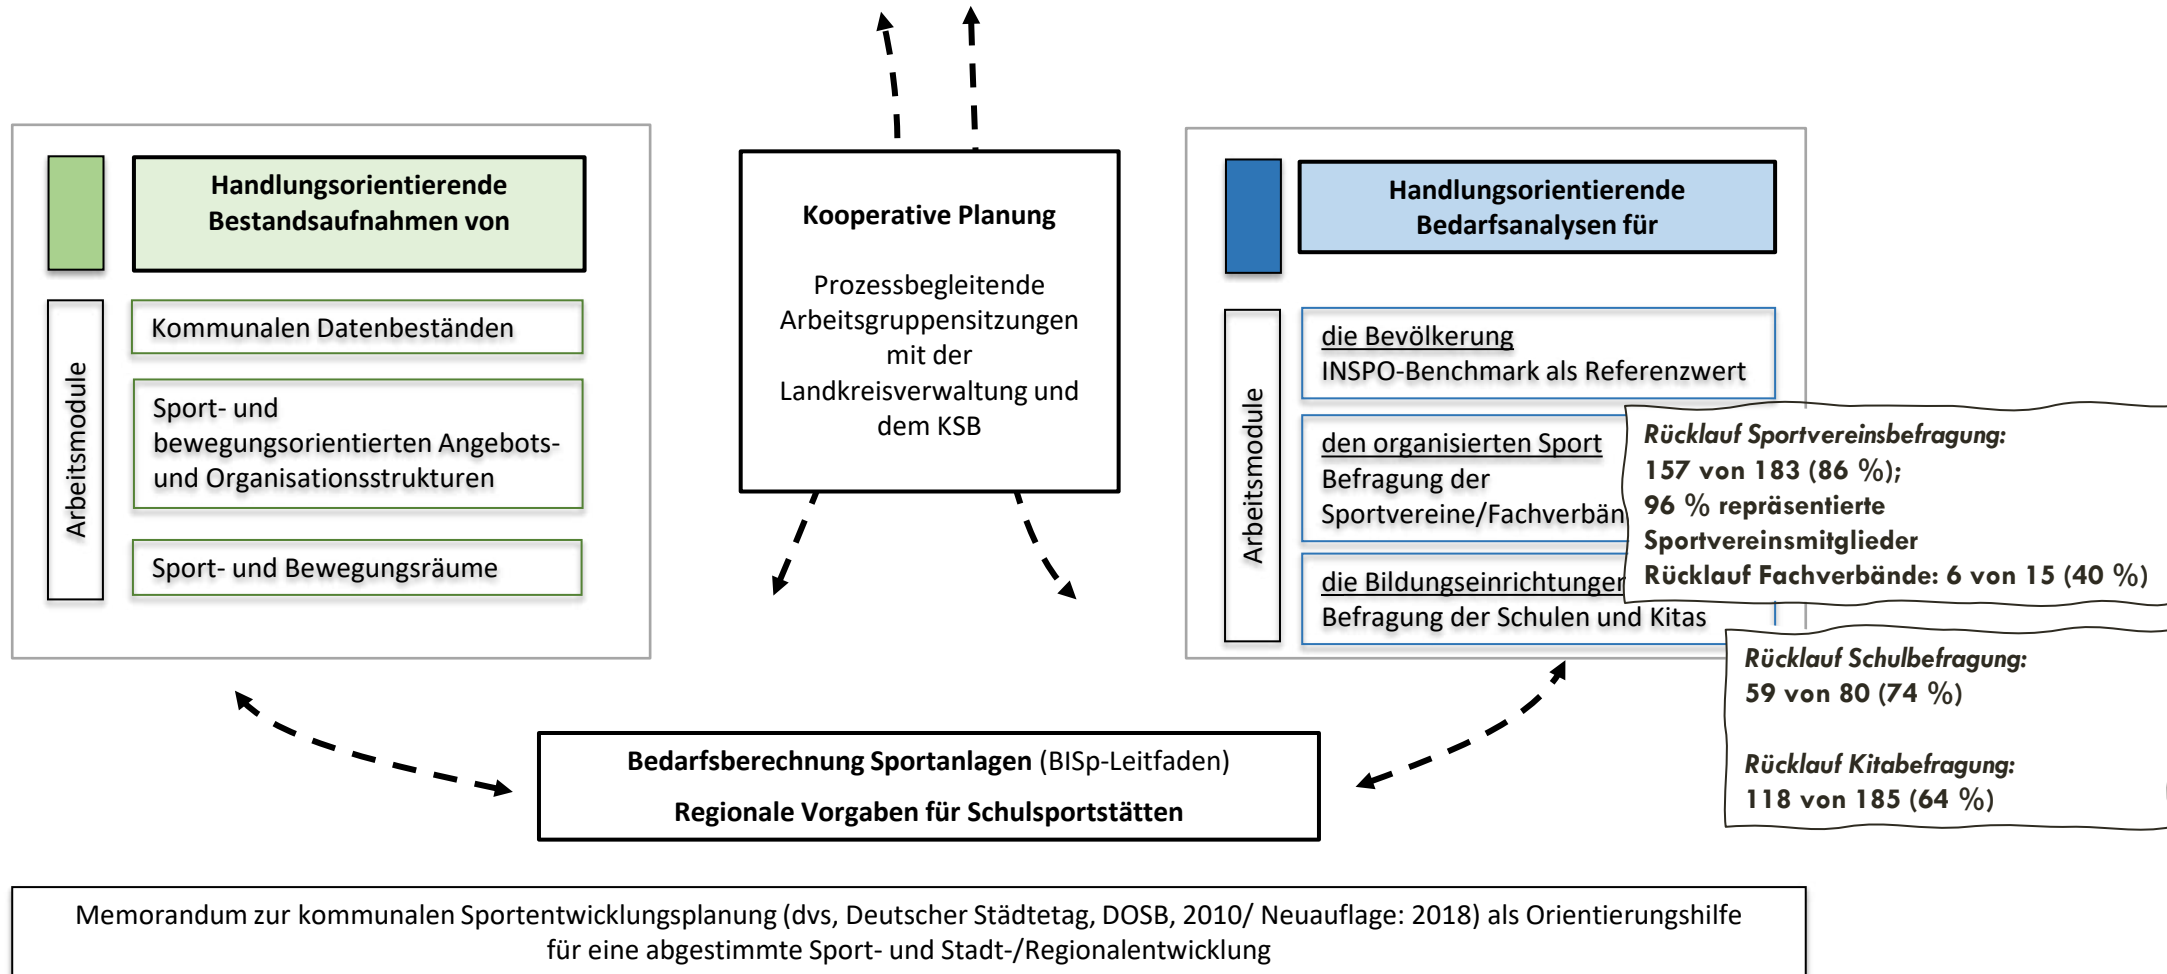 Handlungsorientierende
Bestandsaufnahmen von
Arbeitsmodule
Kommunalen Datenbeständen
Sport- und
bewegungsorientierten Angebots-
und Organisationsstrukturen
Sport- und Bewegungsräume
Kooperative Planung
Prozessbegleitende
Arbeitsgruppensitzungen
mit der
Landkreisverwaltung und
dem KSB
Handlungsorientierende
Bedarfsanalysen für
Arbeitsmodule
die Bevölkerung
INSPO-Benchmark als Referenzwert
den organisierten Sport
Befragung der
Sportvereine/Fachverbän
die Bildungseinrichtungen
Befragung der Schulen und Kitas
Rücklauf Sportvereinsbefragung:
157 von 183 (86 %);
96 % repräsentierte
Sportvereinsmitglieder
Rücklauf Fachverbände: 6 von 15 (40 %)
Rücklauf Schulbefragung:
59 von 80 (74 %)
Rücklauf Kitabefragung:
118 von 185 (64 %)
Bedarfsberechnung Sportanlagen (BISp-Leitfaden)
Regionale Vorgaben für Schulsportstätten
Memorandum zur kommunalen Sportentwicklungsplanung (dvs, Deutscher Städtetag, DOSB, 2010/ Neuauflage: 2018) als Orientierungshilfe
für eine abgestimmte Sport- und Stadt-/Regionalentwicklung